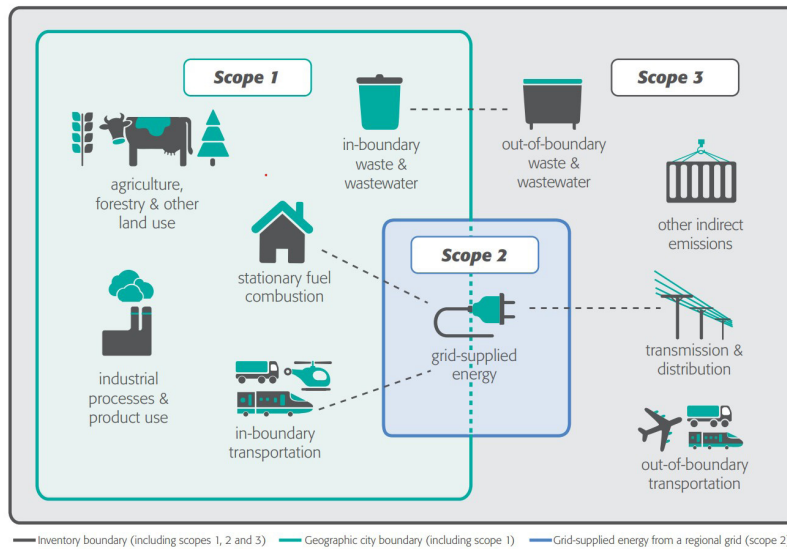 Scope 1
Scope 3
in-boundary
waste &
wastewater
out-of-boundary
waste &
wastewater
agriculture,
forestry & other
land use
other indirect
emissions
Scope 2
stationary fuel
combustion
grid-supplied
energy
transmission &
distribution
industrial
processes &
product use
in-boundary
transportation
out-of-boundary
transportation
Inventory boundary (including scopes 1, 2 and 3) Geographic city boundary (including scope 1) Grid-supplied energy from a regional grid (scope 2)